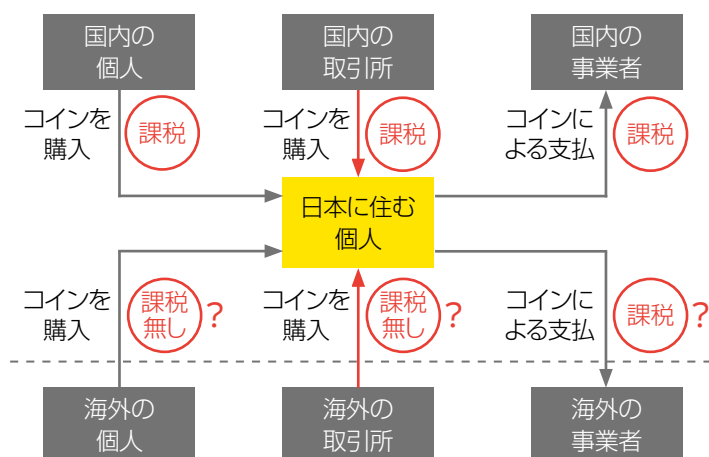 国内の
個人
国内の
取引所
国内の
事業者
コインを
購入
課税
コインを
購入
課税
コインに
よる支払
課税
日本に住む
個人
コインを
購入
課税
無し
?
コインを
購入
課税
無し
?
コインに
よる支払
課税
?
海外の
個人
海外の
取引所
海外の
事業者